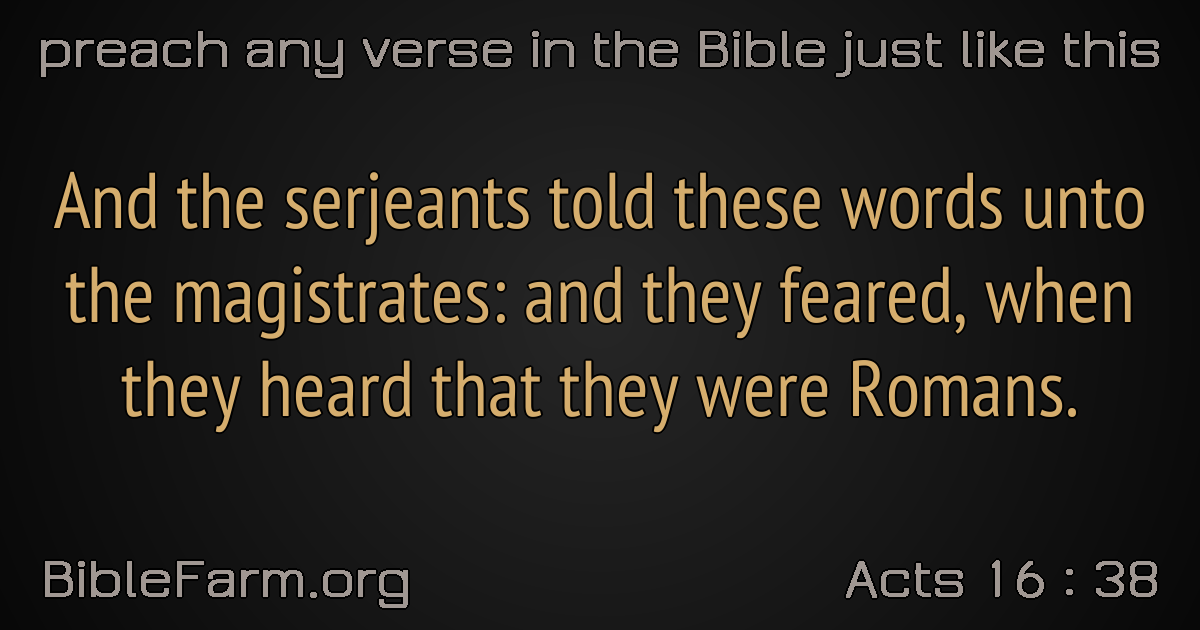 preach any verse in the Bible just like this
And the serjeants told these words unto
the magistrates: and they feared, when
they heard that they were Romans.
BibleFarm.org
Acts 16 : 38